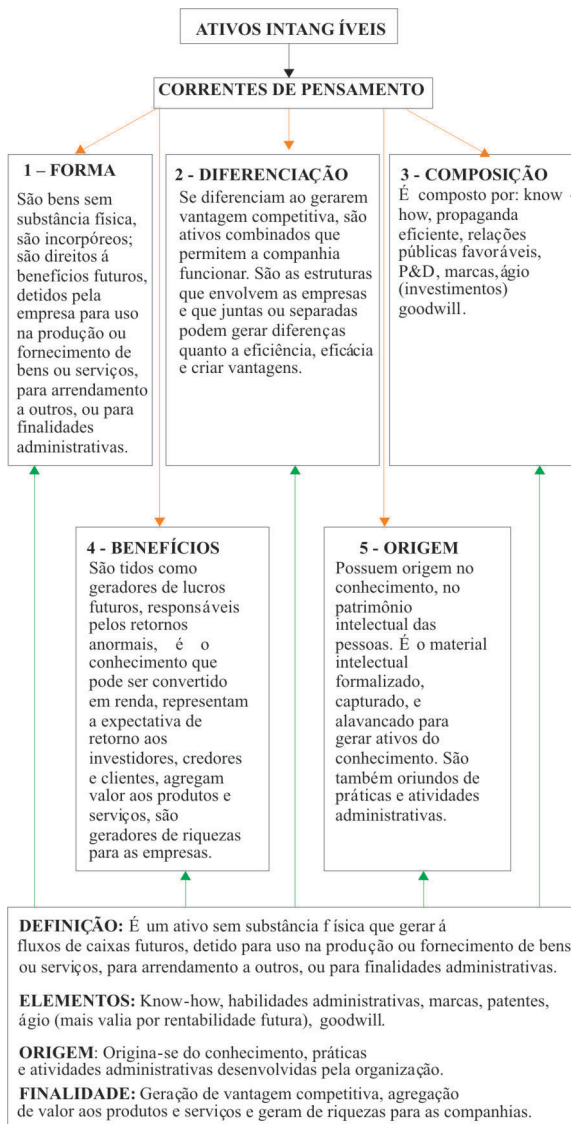 ATIVOS INTANG ÍVEIS
CORRENTES DE PENSAMENTO
1 – FORMA
São bens sem
substância física,
são incorpóreos;
são direitos á
benefícios futuros,
detidos pela
empresa para uso
na produção ou
fornecimento de
bens ou serviços,
para arrendamento
a outros, ou para
finalidades
administrativas.
2 - DIFERENCIAÇÃO
Se diferenciam ao gerarem
vantagem competitiva, são
ativos combinados que
permitem a companhia
funcionar. São as estruturas
que envolvem as empresas
e que juntas ou separadas
podem gerar diferenças
quanto a eficiência, eficácia
e criar vantagens.
3 - COMPOSIÇÃO
É composto por: know -
how, propaganda
eficiente, relações
públicas favoráveis,
P&D, marcas,ágio
(investimentos)
goodwill.
4 - BENEFÍCIOS
São tidos como
geradores de lucros
futuros, responsáveis
pelos retornos
anormais, é o
conhecimento que
pode ser convertido
em renda, representam
a expectativa de
retorno aos
investidores, credores
e clientes, agregam
valor aos produtos e
serviços, são
geradores de riquezas
para as empresas.
5 - ORIGEM
Possuem origem no
conhecimento, no
patrimônio
intelectual das
pessoas. É o material
intelectual
formalizado,
capturado, e
alavancado para
gerar ativos do
conhecimento. São
também oriundos de
práticas e atividades
administrativas.
DEFINIÇÃO: É um ativo sem substância f ísica que gerar á
fluxos de caixas futuros, detido para uso na produção ou fornecimento de bens
ou serviços, para arrendamento a outros, ou para finalidades administrativas.
ELEMENTOS: Know-how, habilidades administrativas, marcas, patentes,
ágio (mais valia por rentabilidade futura), goodwill.
ORIGEM: Origina-se do conhecimento, práticas
e atividades administrativas desenvolvidas pela organização.
FINALIDADE: Geração de vantagem competitiva, agregação
de valor aos produtos e serviços e geram de riquezas para as companhias.